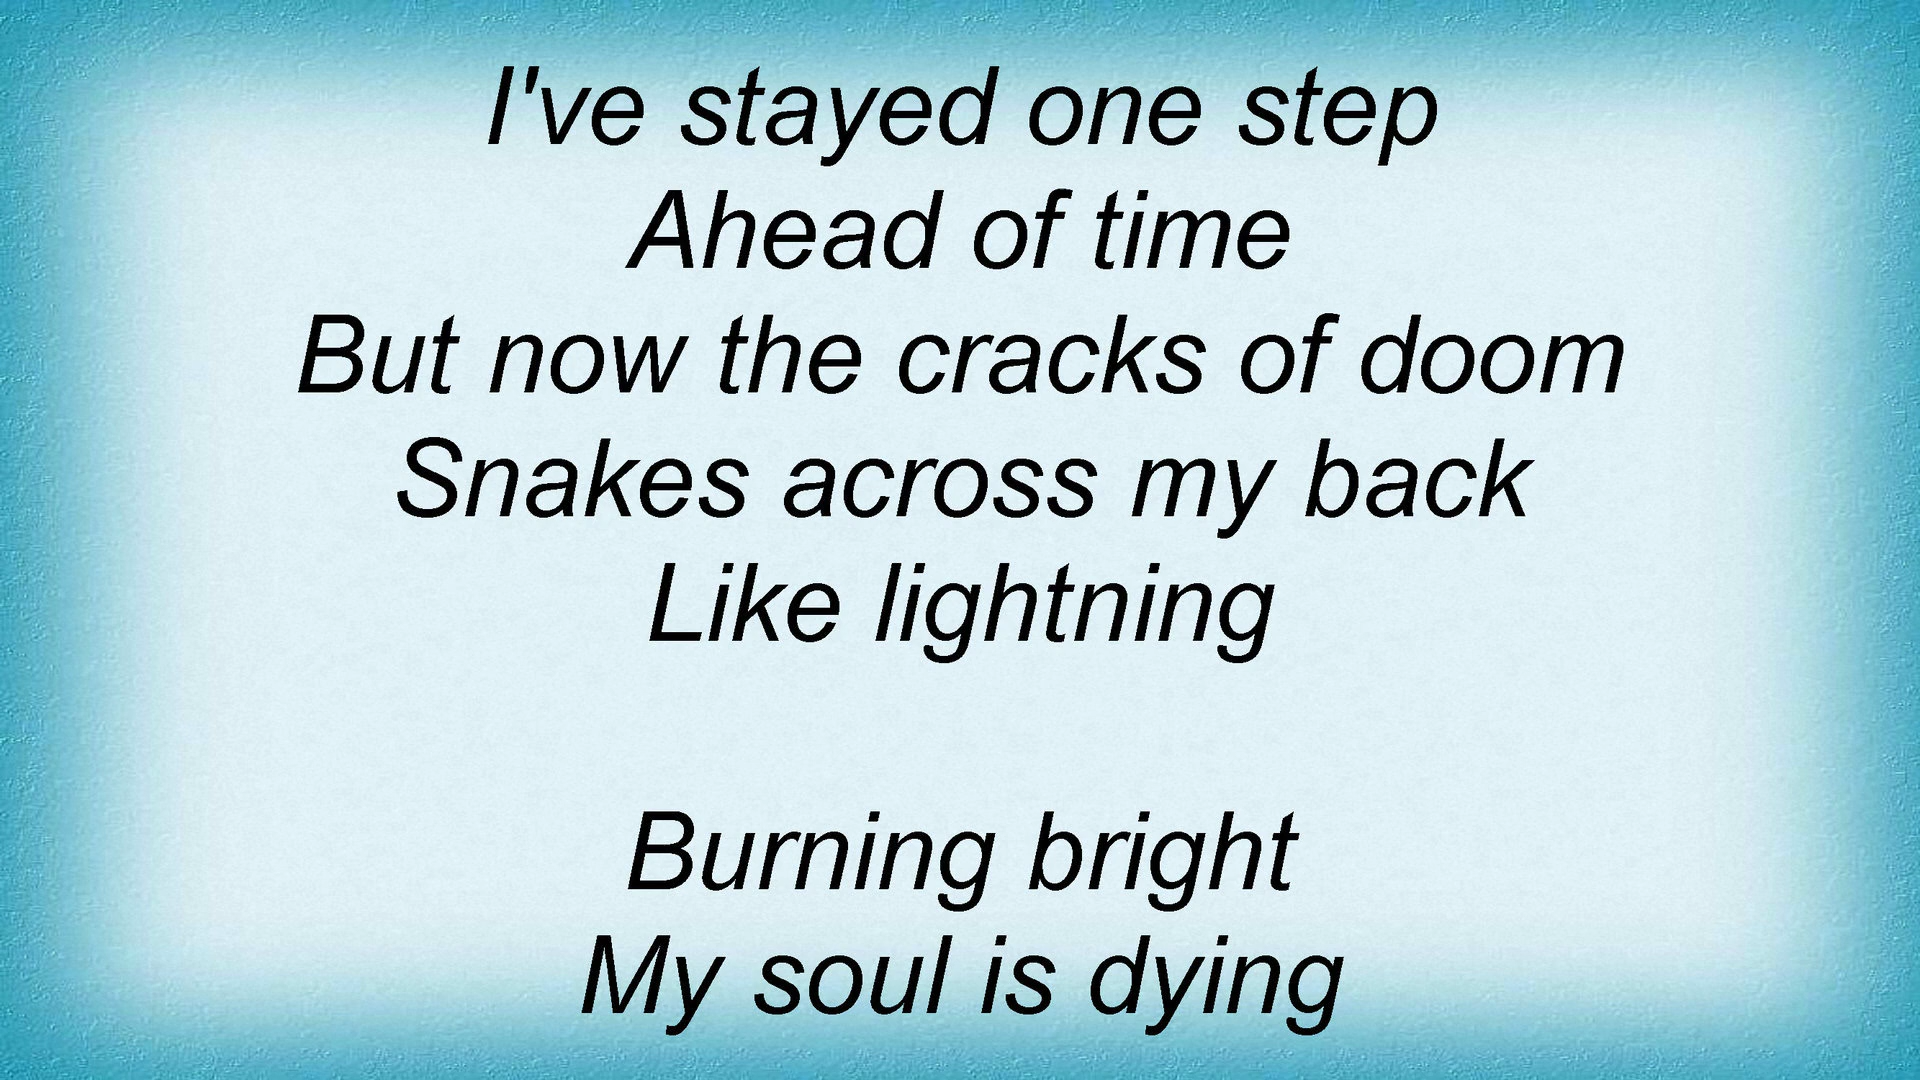 I've stayed one step
Ahead of time
But now the cracks of doom
Snakes across my back
Like lightning
Burning bright
My soul is dying